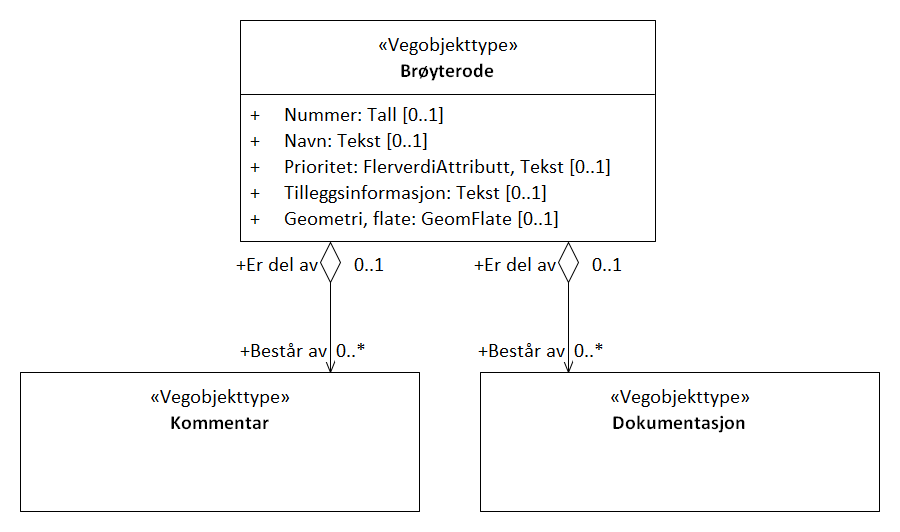 «Vegobjekttype»
Brøyterode
+ Nummer: Tall [0..1]
+ Navn: Tekst [0..1]
+ Prioritet: FlerverdiAttributt, Tekst [0..1]
+ Tilleggsinformasjon: Tekst [0..1]
+ Geometri, flate: GeomFlate [0..1]
+Er del av 0..1 +Er del av 0..1
+Består av 0..* +Består av 0..*
«Vegobjekttype»
Kommentar
«Vegobjekttype»
Dokumentasjon